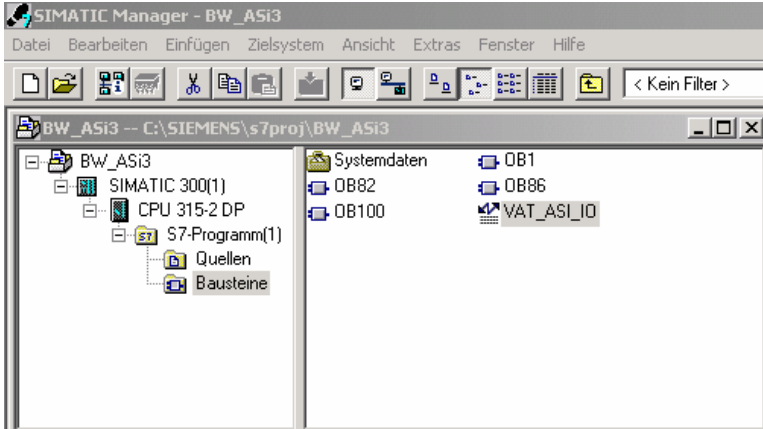 SIMATIC Manager - BW_ASi3
Datei Bearbeiten Einfügen Zielsystem Ansicht Extras Fenster Hilfe
< Kein Filter >
BW_ASi3 -- C:\SIEMENS\s7proj\BW_ASi3
BW_ASi3
SIMATIC 300(1)
CPU 315-2 DP
S7-Programm(1)
Quellen
Bausteine
Systemdaten OB1
OB82 OB86
OB100 VAT_ASI_IO